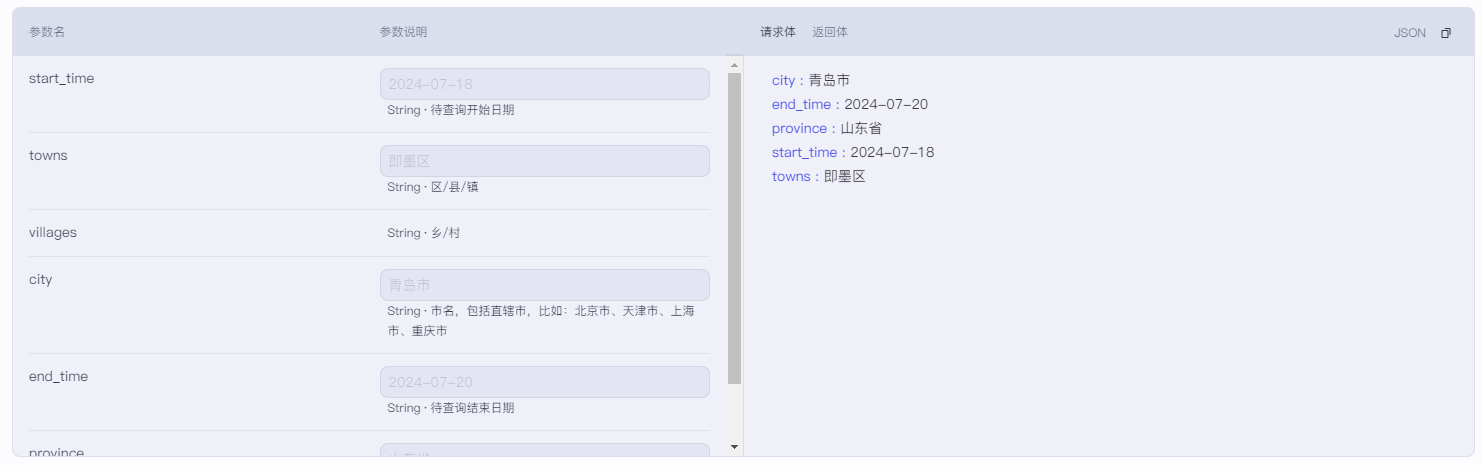 参数名
参数说明
start_time
2024-07-18
String · 待查询开始日期
towns
即墨区
String · 区/县/镇
villages
String · 乡/村
city
青岛市
String · 市名，包括直辖市，比如：北京市、天津市、上海
市、重庆市
end_time
2024-07-20
String · 待查询结束日期
province
山东省
请求体 返回体
JSON
city : 青岛市
end_time : 2024-07-20
province : 山东省
start_time : 2024-07-18
towns : 即墨区